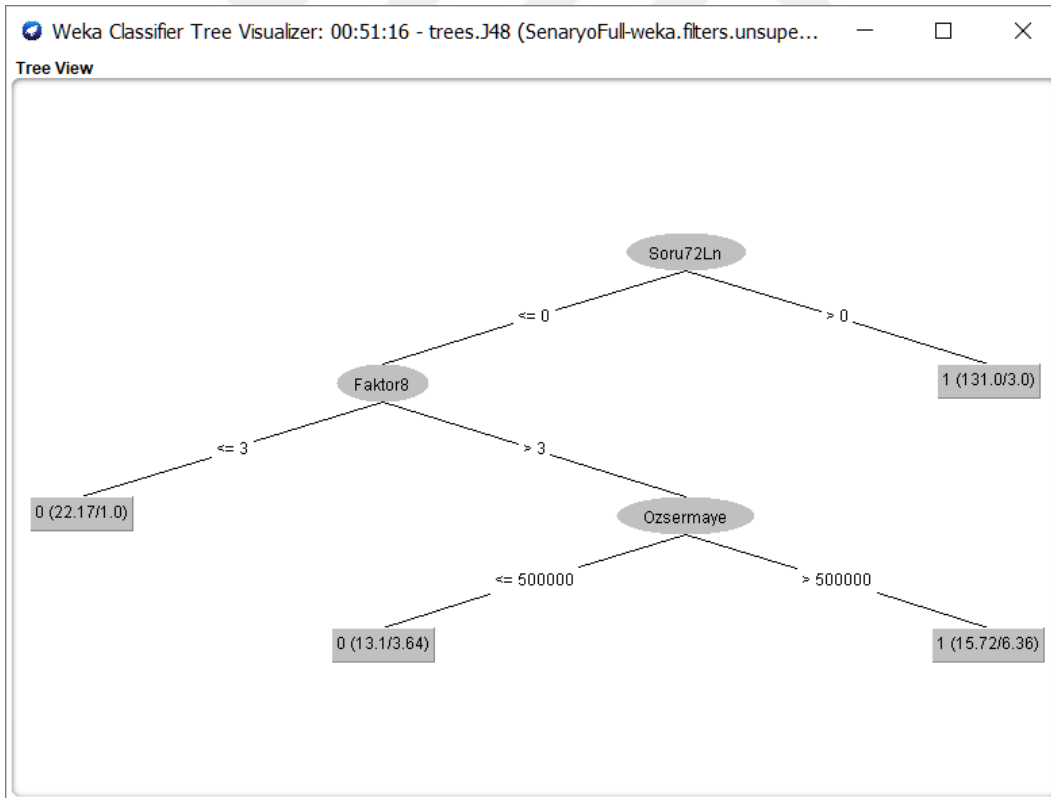 Weka Classifier Tree Visualizer: 00:51:16 - trees.J48 (SenaryoFull-weka.filters.unsupe...
Tree View
Soru72Ln
<= 0
> 0
Faktor8
1 (131.0/3.0)
<= 3
> 3
0 (22.17/1.0)
Ozsermaye
<= 500000
> 500000
0 (13.1/3.64)
1 (15.72/6.36)